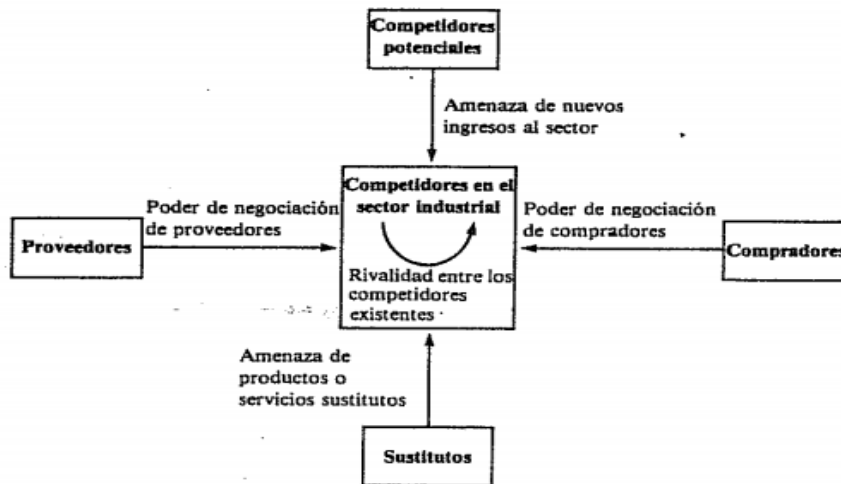 Competidores
potenciales
Amenaza de nuevos
ingresos al sector
Competidores en el
sector industrial
Poder de negociación
de proveedores
Poder de negociación
de compradores
Proveedores
Compradores
Rivalidad entre los
competidores
existentes
Amenaza de
productos o
servicios sustitutos
Sustitutos